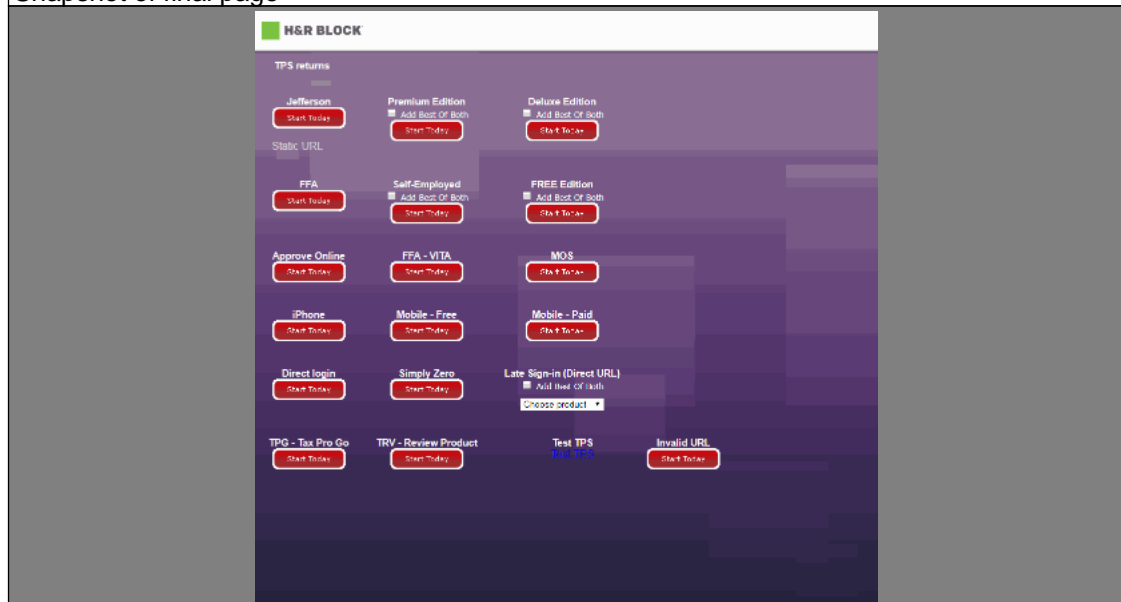 Snapshot of final page
H&R BLOCK
TPS returns
Jefferson
Start Today
Premium Edition
Add Best Of Both
Start Today
Deluxe Edition
Add Best Of Both
Start Today
Static URL
FFA
Start Today
Self-Employed
Add Best Of Both
Start Today
FREE Edition
Add Best Of Both
Start Today
Approve Online
Start Today
FFA - VITA
Start Today
MOS
Start Today
iPhone
Start Today
Mobile - Free
Start Today
Mobile - Paid
Start Today
Direct login
Start Today
Simply Zero
Start Today
Late Sign-in (Direct URL)
Add Best Of Both
Choose product
TPG - Tax Pro Go
Start Today
TRV - Review Product
Start Today
Test TPS
Test TPS
Invalid URL
Start Today